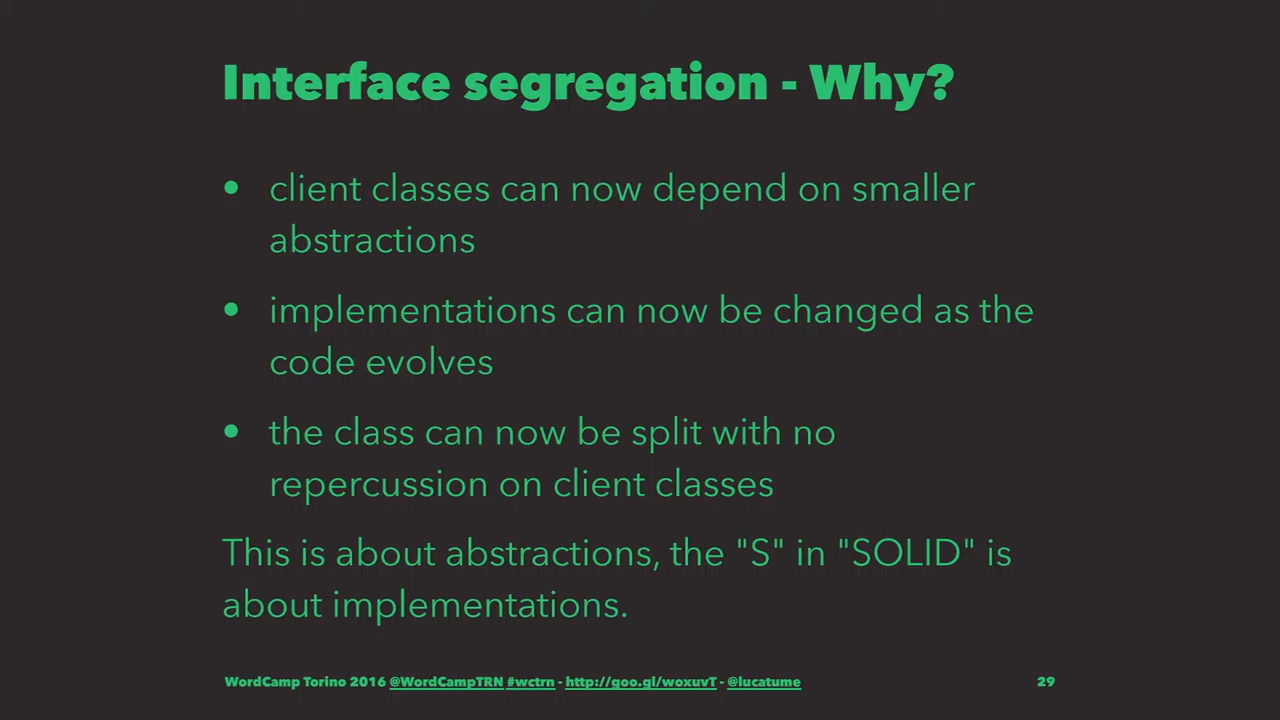 Interface segregation - Why?
• client classes can now depend on smaller
abstractions
• implementations can now be changed as the
code evolves
• the class can now be split with no
repercussion on client classes
This is about abstractions, the "S" in "SOLID" is
about implementations.
WordCamp Torino 2016 @WordCampTRN #wctrn - http://goo.gl/woxuvT - @lucatume 29